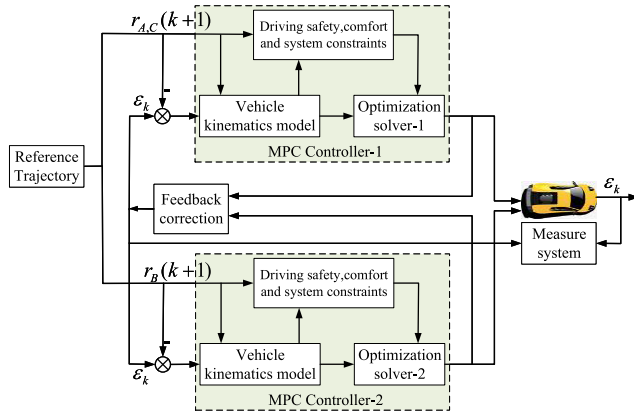 r_{A,C}(k+1)
Driving safety,comfort
and system constraints
-
ε_k
Vehicle
kinematics model
Optimization
solver-1
MPC Controller-1
Reference
Trajectory
Feedback
correction
ε_k
Measure
system
r_B(k+1)
Driving safety,comfort
and system constraints
-
ε_k
Vehicle
kinematics model
Optimization
solver-2
MPC Controller-2